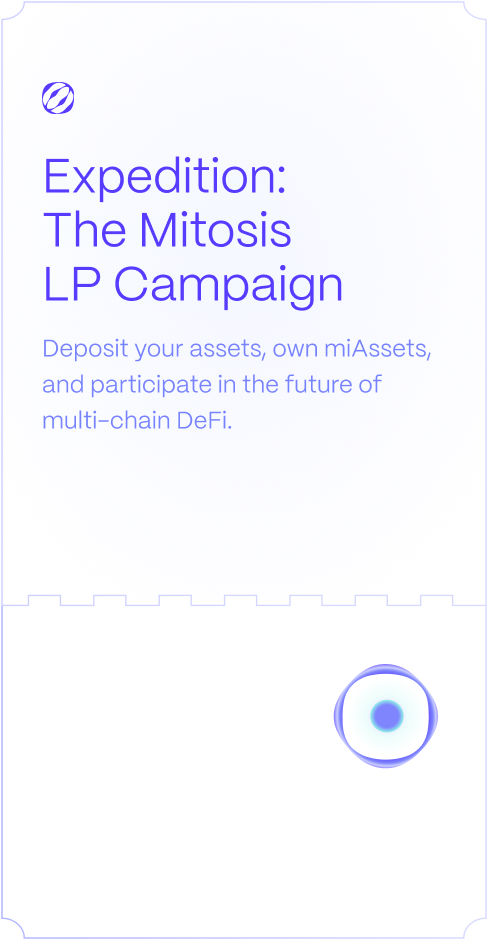 Expedition:
The Mitosis
LP Campaign
Deposit your assets, own miAssets,
and participate in the future of
multi-chain DeFi.